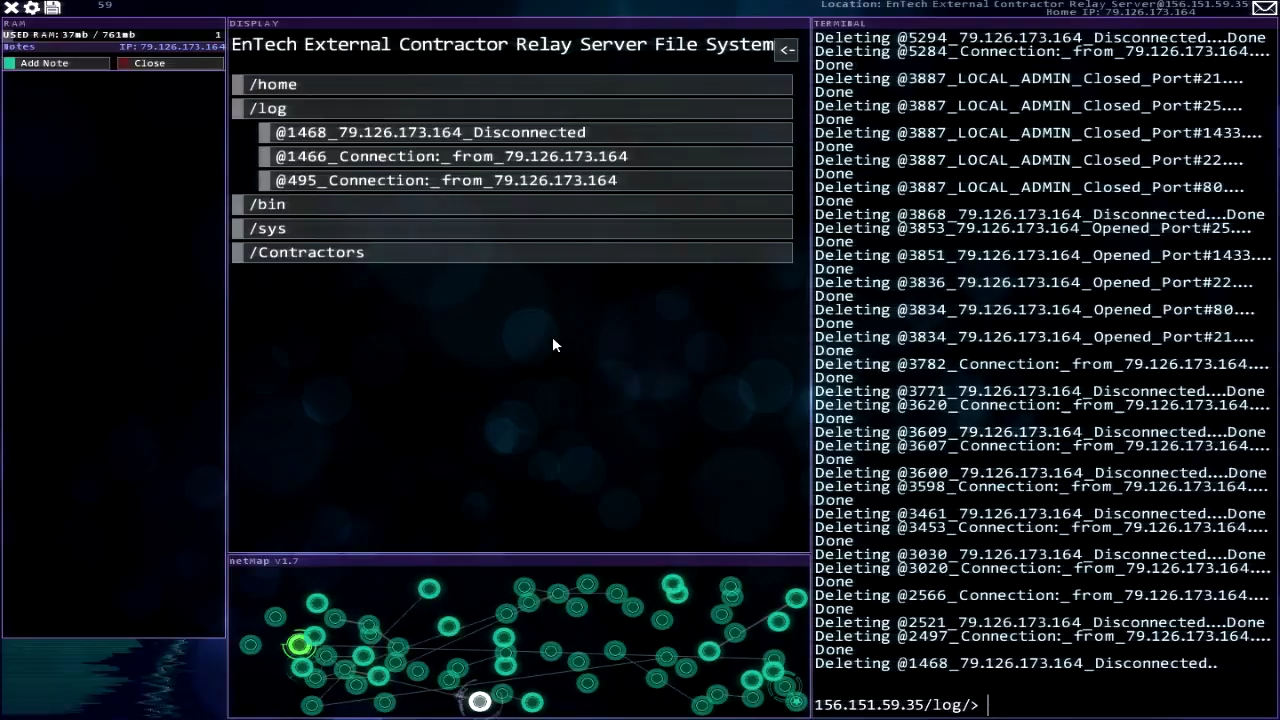 59
Location: EnTech External Contractor Relay Server@156.151.59.35
Home IP: 79.126.173.164
RAM
USED RAM: 37mb / 761mb 1
Notes IP: 79.126.173.164
Add Note Close
DISPLAY
EnTech External Contractor Relay Server File System
<-
/home
/log
@1468_79.126.173.164_Disconnected
@1466_Connection:_from_79.126.173.164
@495_Connection:_from_79.126.173.164
/bin
/sys
/Contractors
netMap v1.7
TERMINAL
Deleting @5294_79.126.173.164_Disconnected....Done
Deleting @5284_Connection:_from_79.126.173.164....
Done
Deleting @3887_LOCAL_ADMIN_Closed_Port#21....
Done
Deleting @3887_LOCAL_ADMIN_Closed_Port#25....
Done
Deleting @3887_LOCAL_ADMIN_Closed_Port#1433....
Done
Deleting @3887_LOCAL_ADMIN_Closed_Port#22....
Done
Deleting @3887_LOCAL_ADMIN_Closed_Port#80....
Done
Deleting @3868_79.126.173.164_Disconnected....Done
Deleting @3853_79.126.173.164_Opened_Port#25....
Done
Deleting @3851_79.126.173.164_Opened_Port#1433....
Done
Deleting @3836_79.126.173.164_Opened_Port#22....
Done
Deleting @3834_79.126.173.164_Opened_Port#80....
Done
Deleting @3834_79.126.173.164_Opened_Port#21....
Done
Deleting @3782_Connection:_from_79.126.173.164....
Done
Deleting @3771_79.126.173.164_Disconnected....Done
Deleting @3620_Connection:_from_79.126.173.164....
Done
Deleting @3609_79.126.173.164_Disconnected....Done
Deleting @3607_Connection:_from_79.126.173.164....
Done
Deleting @3600_79.126.173.164_Disconnected....Done
Deleting @3598_Connection:_from_79.126.173.164....
Done
Deleting @3461_79.126.173.164_Disconnected....Done
Deleting @3453_Connection:_from_79.126.173.164....
Done
Deleting @3030_79.126.173.164_Disconnected....Done
Deleting @3020_Connection:_from_79.126.173.164....
Done
Deleting @2566_Connection:_from_79.126.173.164....
Done
Deleting @2521_79.126.173.164_Disconnected....Done
Deleting @2497_Connection:_from_79.126.173.164....
Done
Deleting @1468_79.126.173.164_Disconnected..
156.151.59.35/log/>